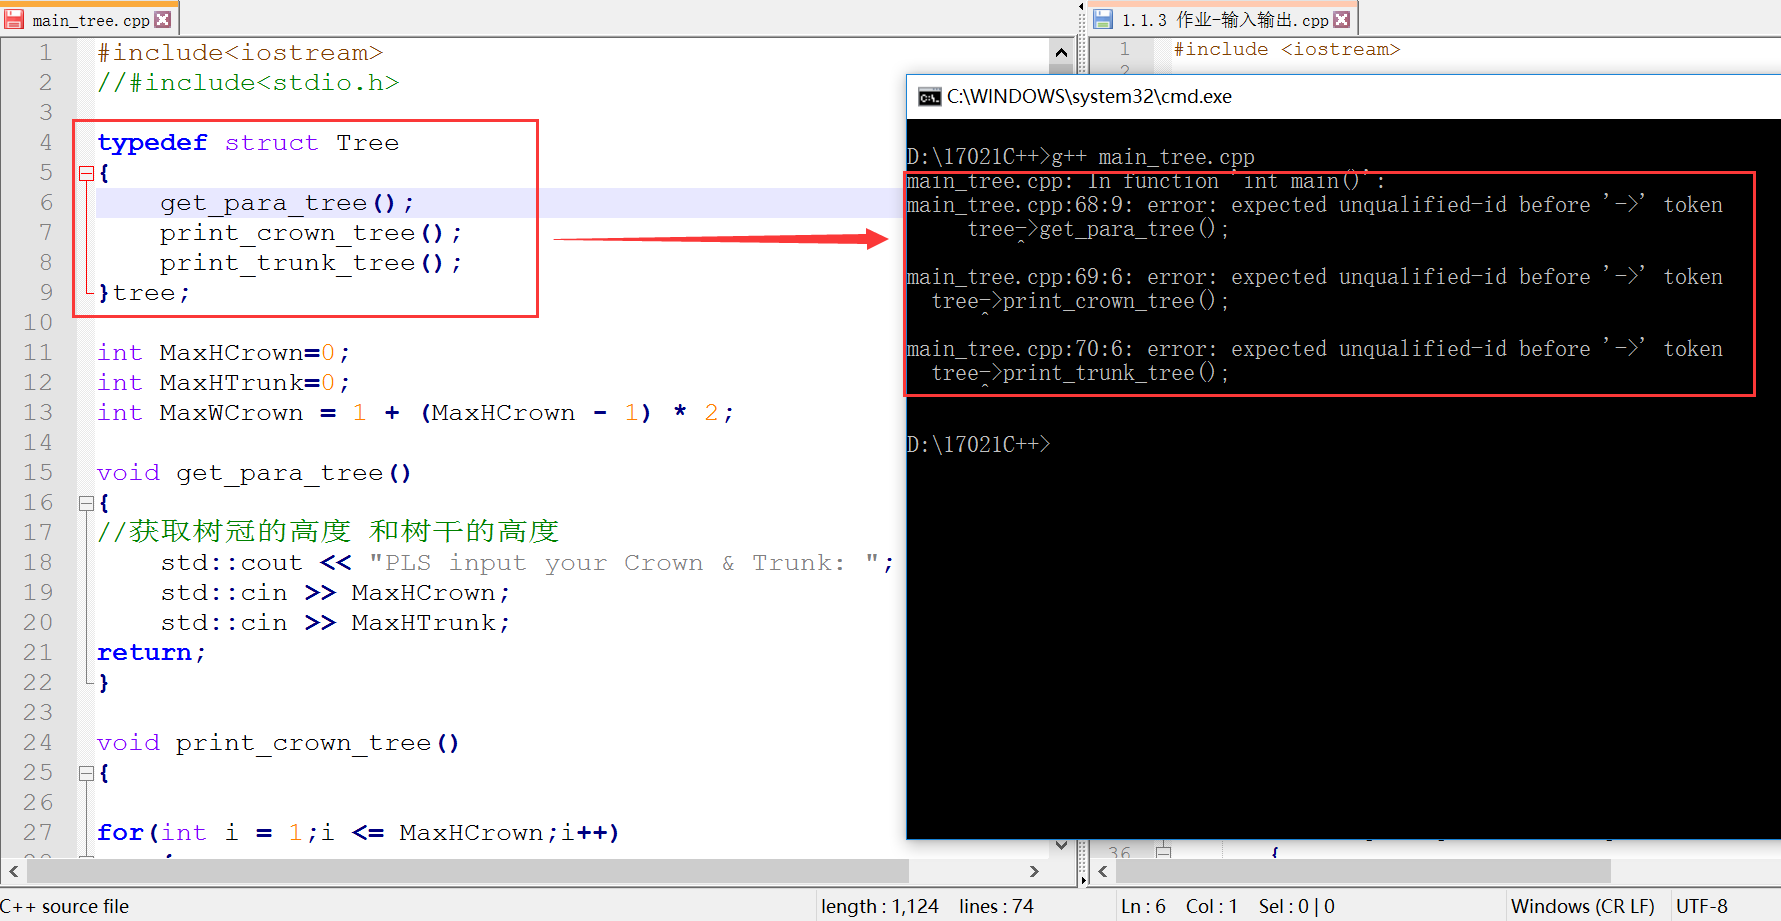 main_tree.cpp
1 #include<iostream>
2 //#include<stdio.h>
3
4 typedef struct Tree
5 {
6 get_para_tree();
7 print_crown_tree();
8 print_trunk_tree();
9 }tree;
10
11 int MaxHCrown=0;
12 int MaxHTrunk=0;
13 int MaxWCrown = 1 + (MaxHCrown - 1) * 2;
14
15 void get_para_tree()
16 {
17 //获取树冠的高度 和树干的高度
18 std::cout << "PLS input your Crown & Trunk: ";
19 std::cin >> MaxHCrown;
20 std::cin >> MaxHTrunk;
21 return;
22 }
23
24 void print_crown_tree()
25 {
26
27 for(int i = 1;i <= MaxHCrown;i++)
1.1.3 作业-输入输出.cpp
1 #include <iostream>
2
C:\WINDOWS\system32\cmd.exe
D:\17021C++>g++ main_tree.cpp
main_tree.cpp: In function 'int main()':
main_tree.cpp:68:9: error: expected unqualified-id before '->' token
tree->get_para_tree();
^
main_tree.cpp:69:6: error: expected unqualified-id before '->' token
tree->print_crown_tree();
^
main_tree.cpp:70:6: error: expected unqualified-id before '->' token
tree->print_trunk_tree();
^
D:\17021C++>
36 {
C++ source file
length : 1,124 lines : 74
Ln : 6 Col : 1 Sel : 0 | 0
Windows (CR LF)
UTF-8